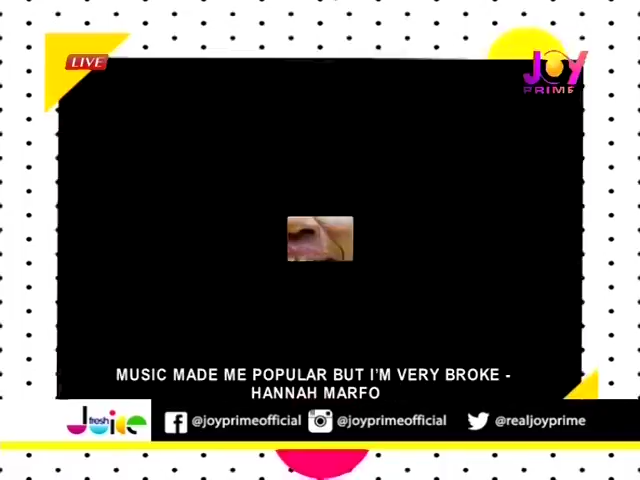 LIVE
JOY
PRIME
MUSIC MADE ME POPULAR BUT I'M VERY BROKE -
HANNAH MARFO
fresh
Juice
@joyprimeofficial @joyprimeofficial @realjoyprime